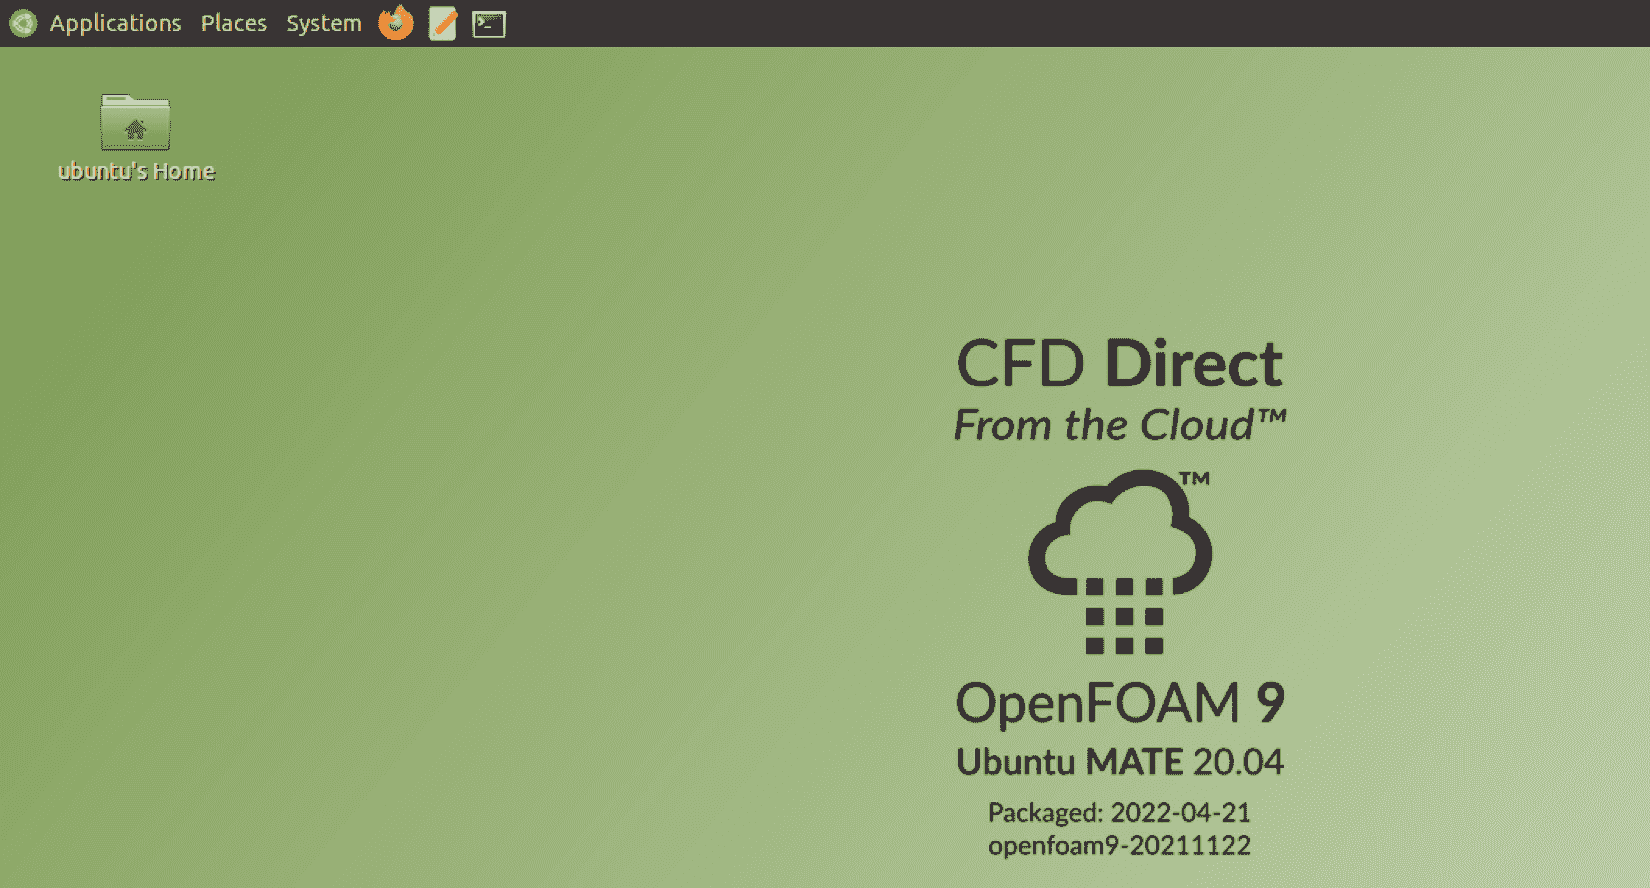 Applications Places System
ubuntu's Home
CFD Direct
From the Cloud™
TM
OpenFOAM 9
Ubuntu MATE 20.04
Packaged: 2022-04-21
openfoam9-20211122